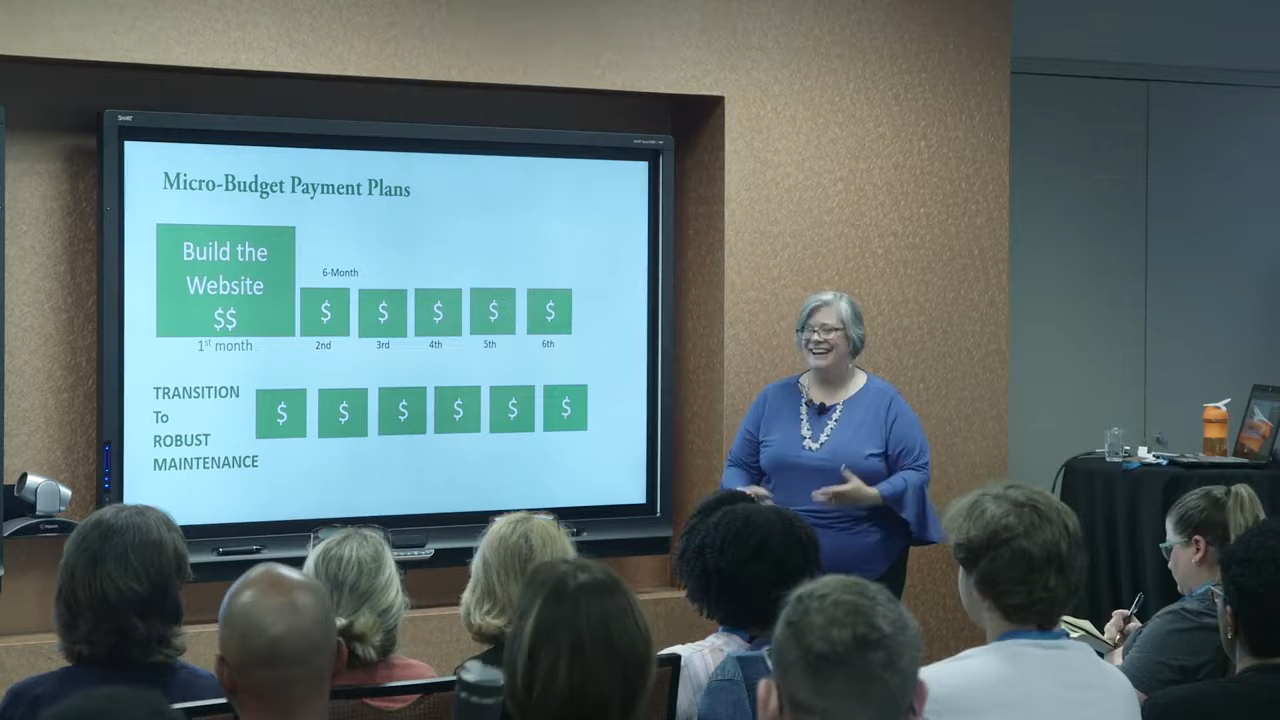 SMART
Micro-Budget Payment Plans
Build the
Website
$$
6-Month
$ $ $ $ $
1st month 2nd 3rd 4th 5th 6th
TRANSITION
To
ROBUST
MAINTENANCE
$ $ $ $ $ $